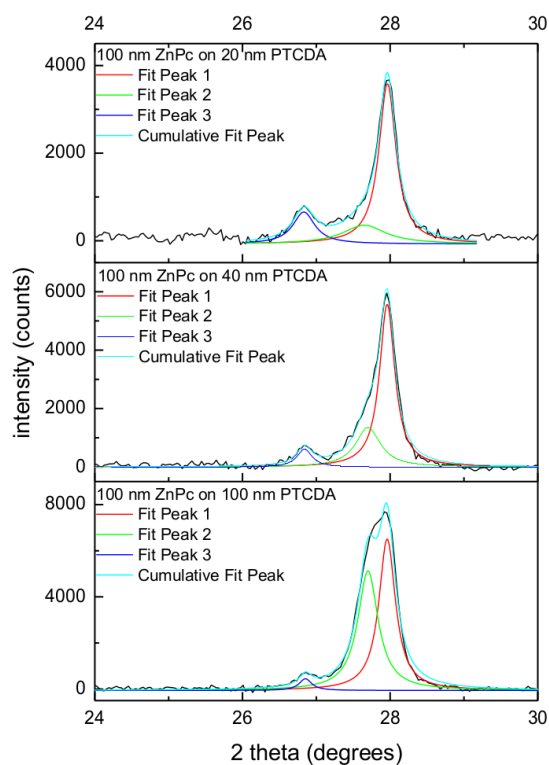 24 26 28 30
100 nm ZnPc on 20 nm PTCDA
Fit Peak 1
Fit Peak 2
Fit Peak 3
Cumulative Fit Peak
4000
2000
0
100 nm ZnPc on 40 nm PTCDA
Fit Peak 1
Fit Peak 2
Fit Peak 3
Cumulative Fit Peak
6000
4000
2000
0
intensity (counts)
100 nm ZnPc on 100 nm PTCDA
Fit Peak 1
Fit Peak 2
Fit Peak 3
Cumulative Fit Peak
8000
4000
0
24 26 28 30
2 theta (degrees)